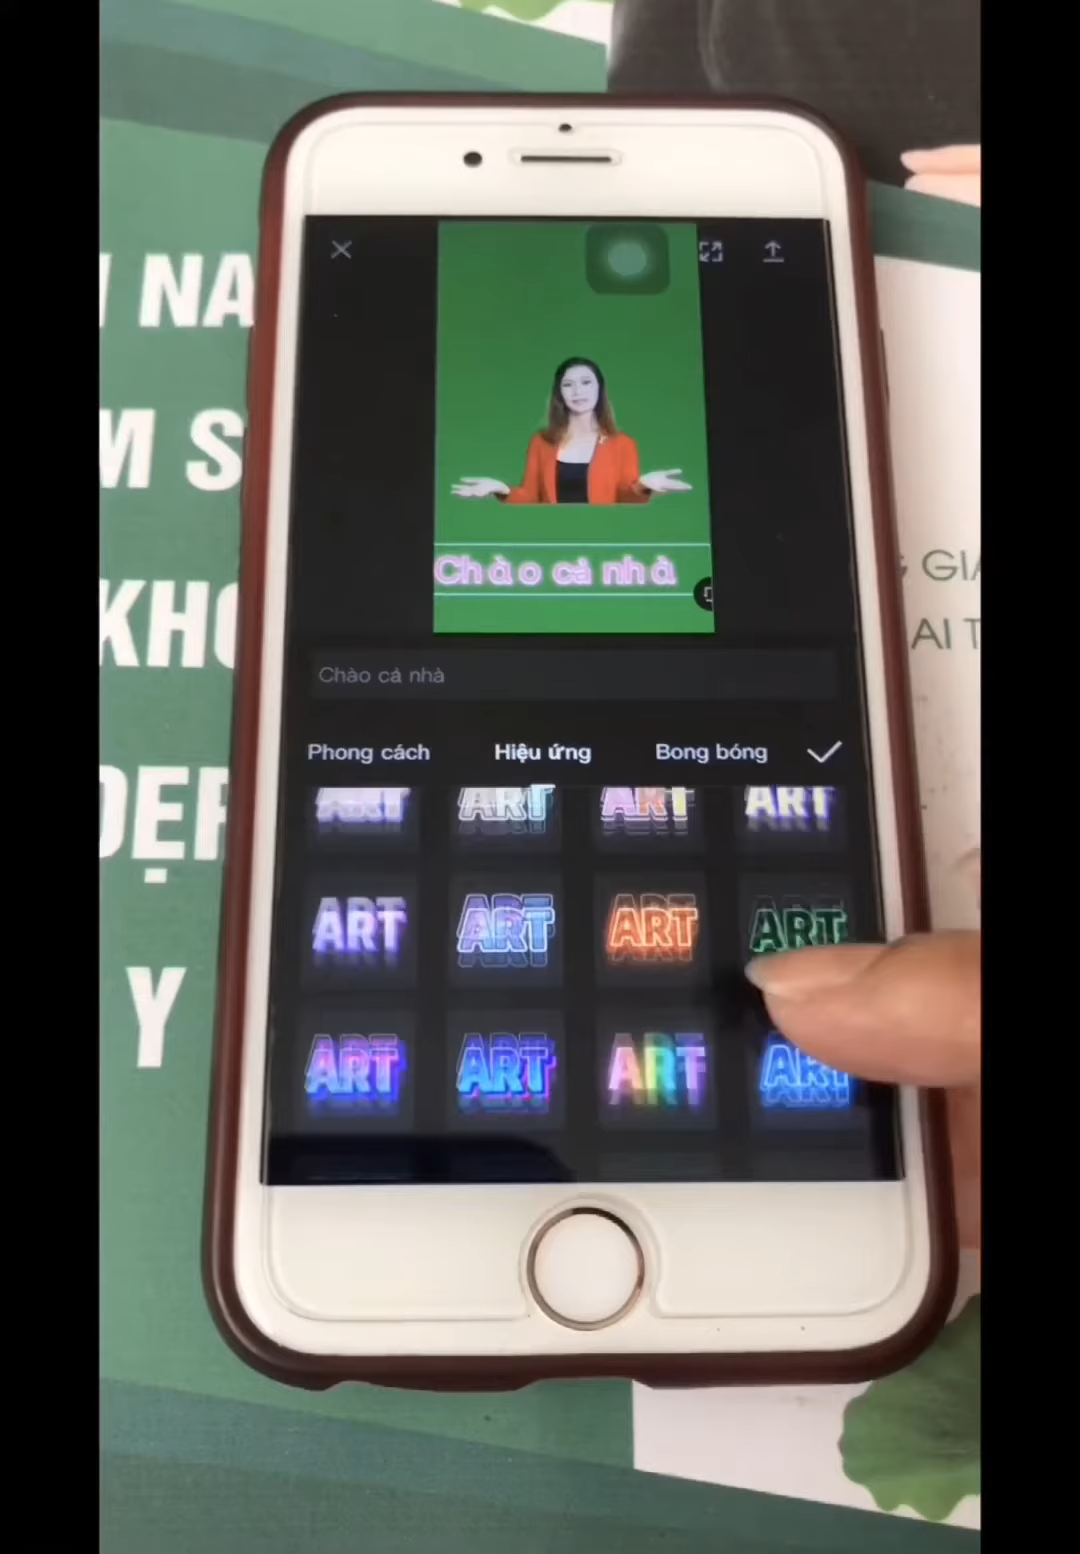 NA
M S
KHO
ĐẸP
Y
GIA
AI T
Chào cả nhà
Chào cả nhà
Phong cách Hiệu ứng Bong bóng
ART ART ART ART
ART ART ART ART
ART ART ART ART